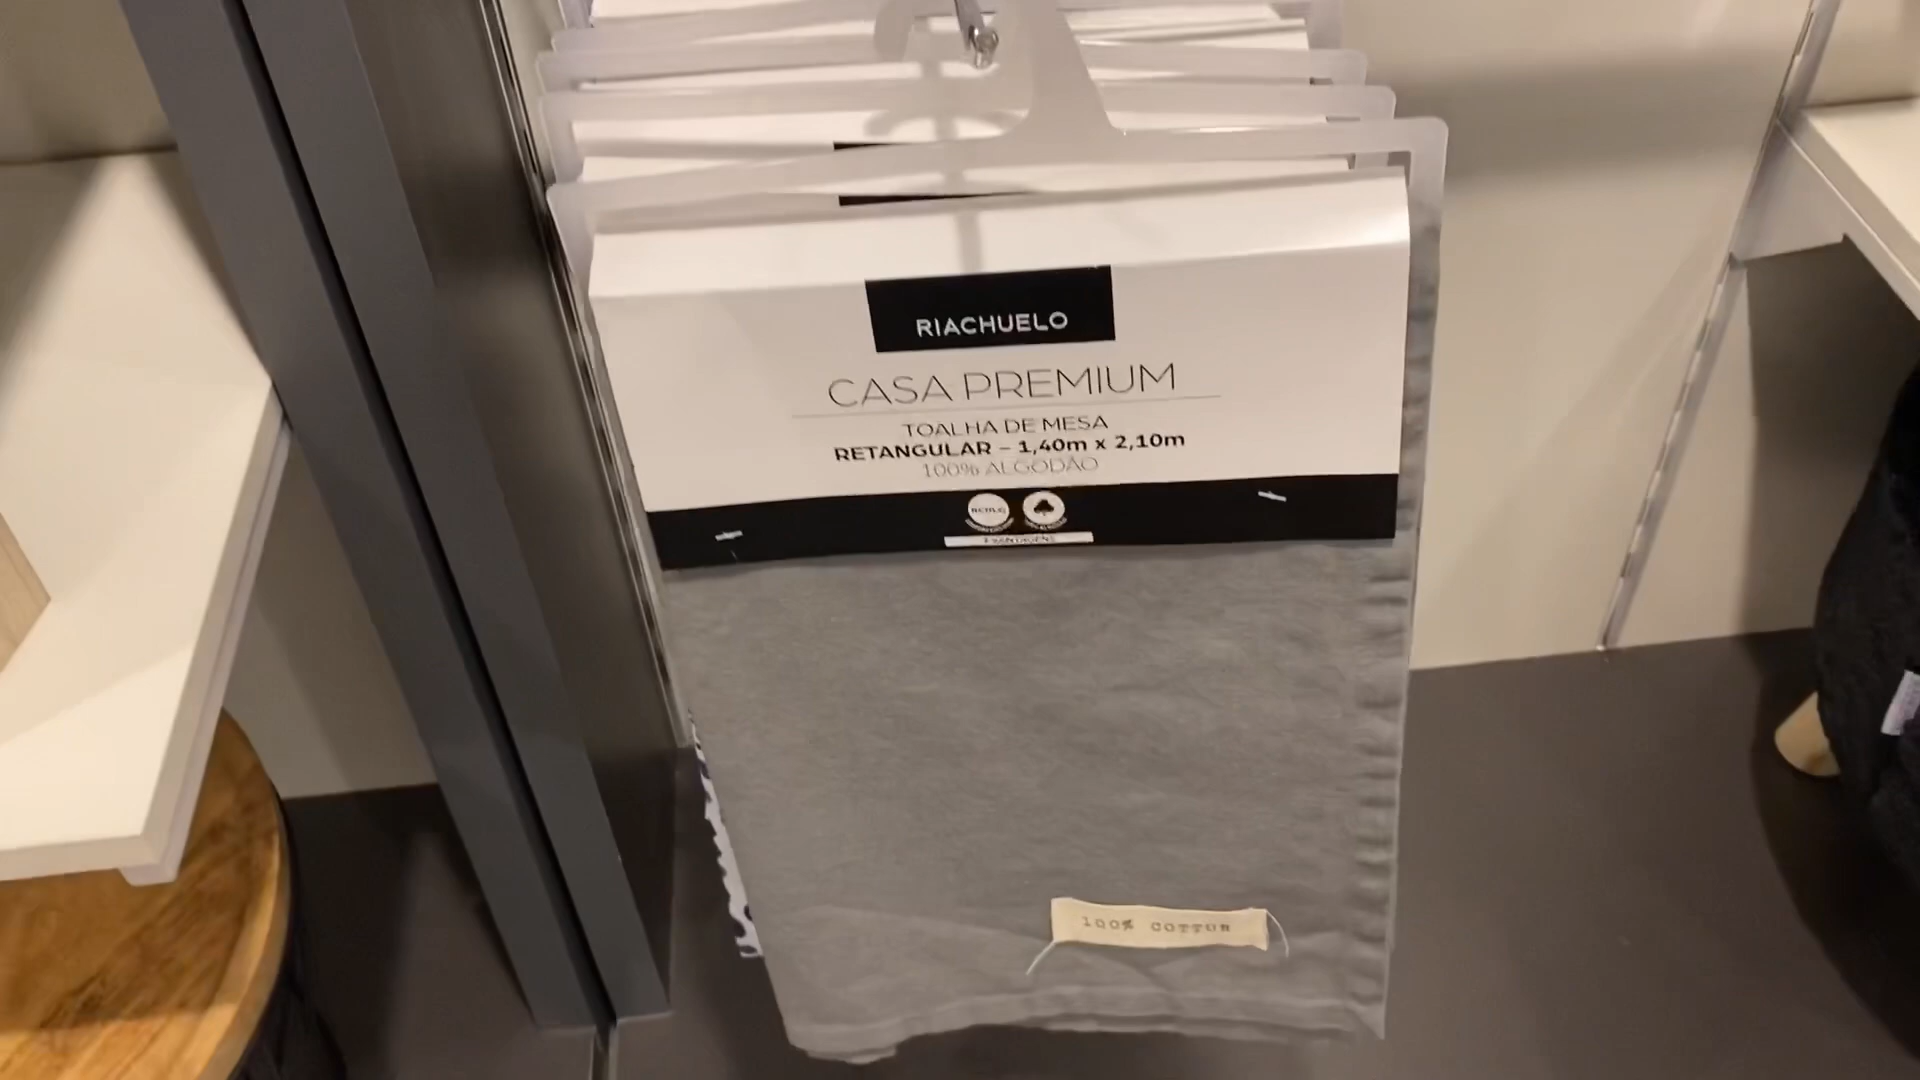 RIACHUELO
CASA PREMIUM
TOALHA DE MESA
RETANGULAR – 1,40m x 2,10m
100% ALGODÃO
100% COTTON